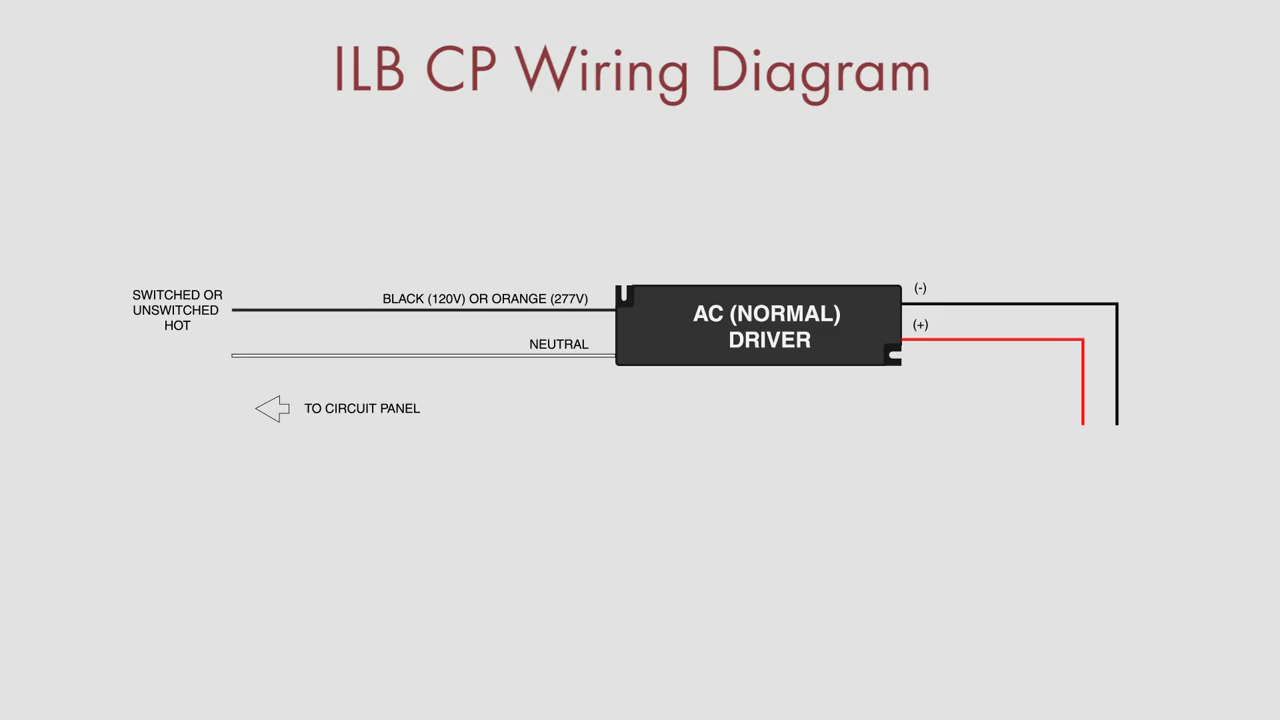 ILB CP Wiring Diagram
SWITCHED OR
UNSWITCHED
HOT
BLACK (120V) OR ORANGE (277V)
NEUTRAL
TO CIRCUIT PANEL
AC (NORMAL)
DRIVER
(-)
(+)